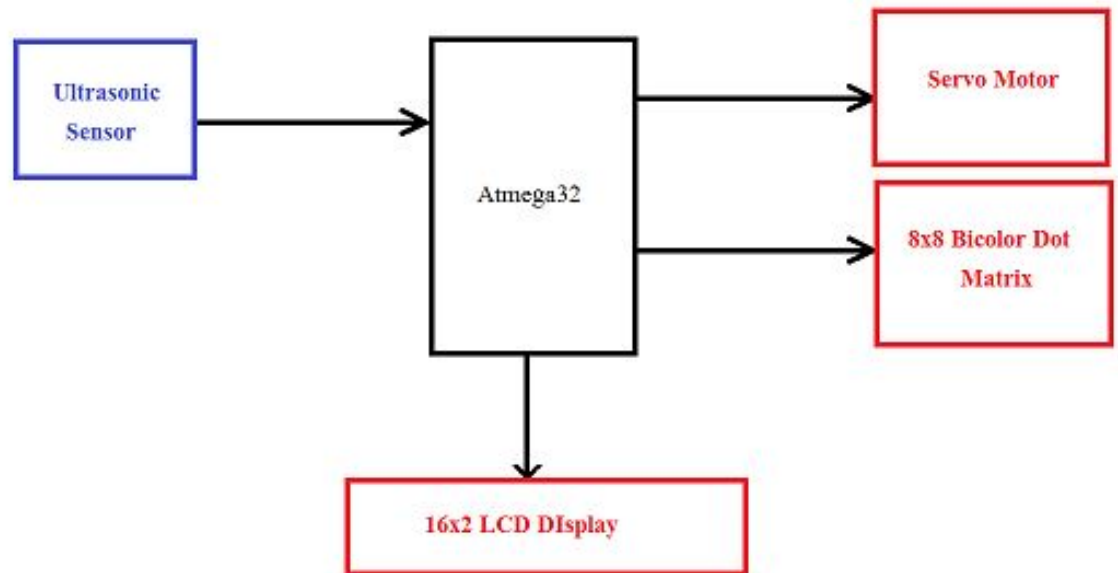 Ultrasonic
Sensor
Atmega32
Servo Motor
8x8 Bicolor Dot
Matrix
16x2 LCD DIsplay